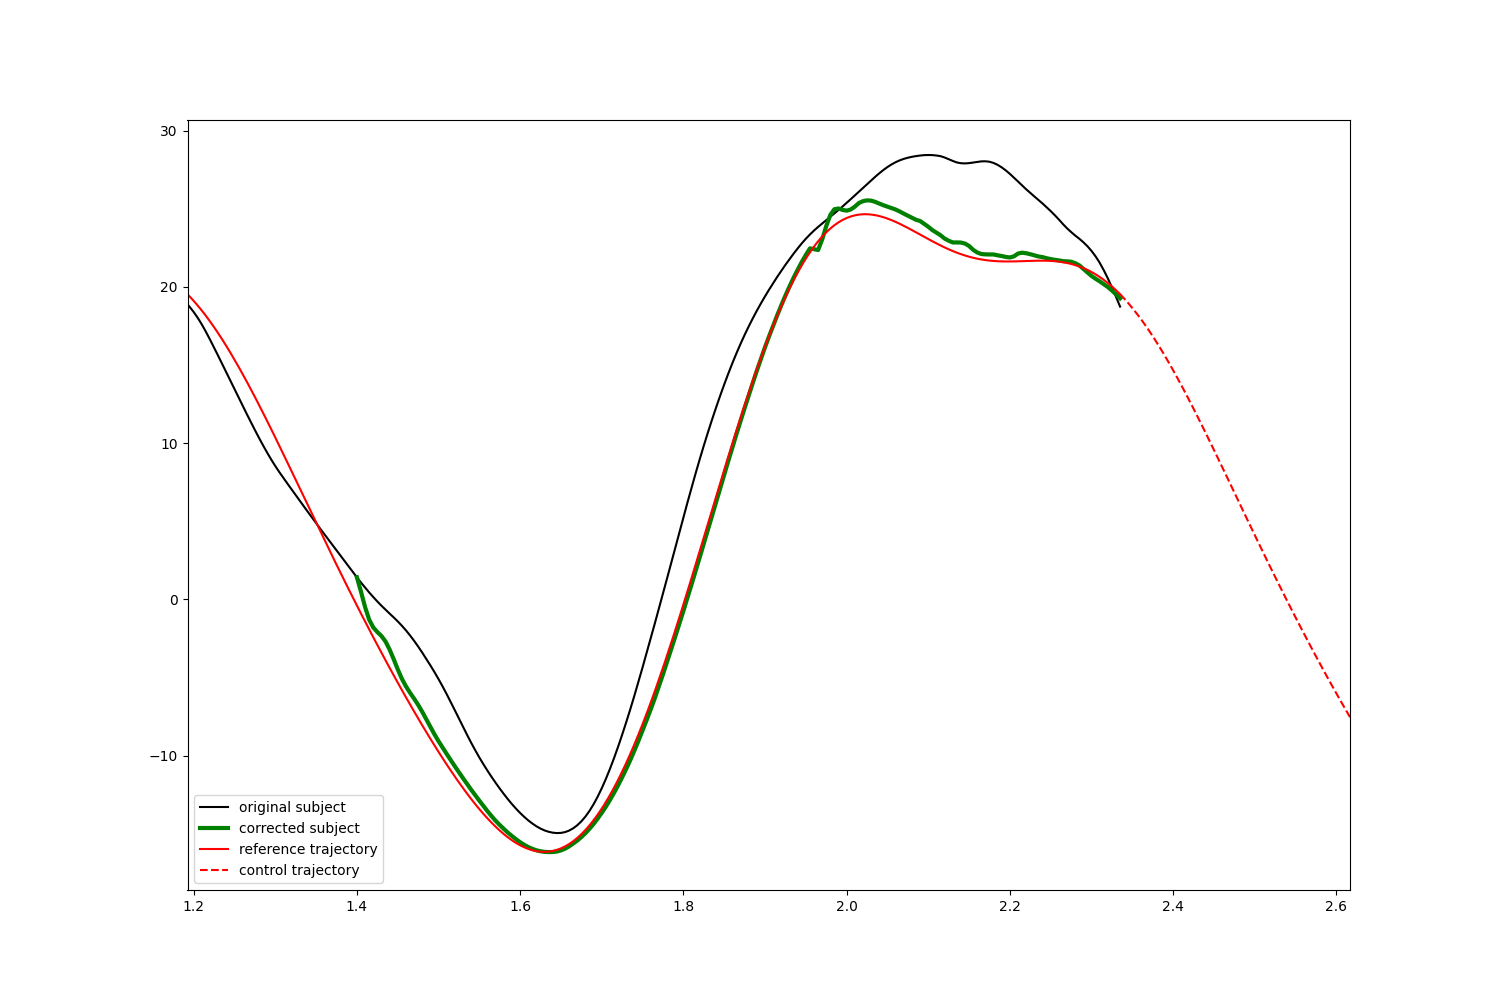 30
20
10
0
−10
original subject
corrected subject
reference trajectory
control trajectory
1.2 1.4 1.6 1.8 2.0 2.2 2.4 2.6